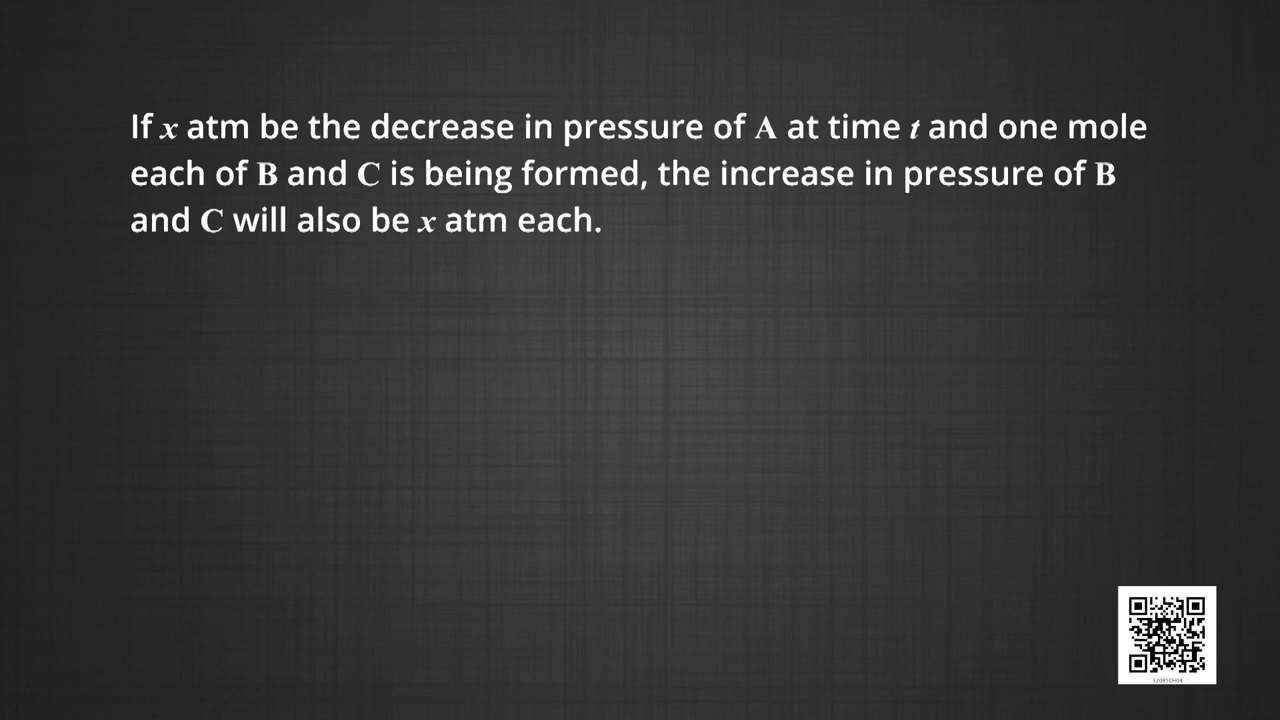 If x atm be the decrease in pressure of A at time t and one mole
each of B and C is being formed, the increase in pressure of B
and C will also be x atm each.